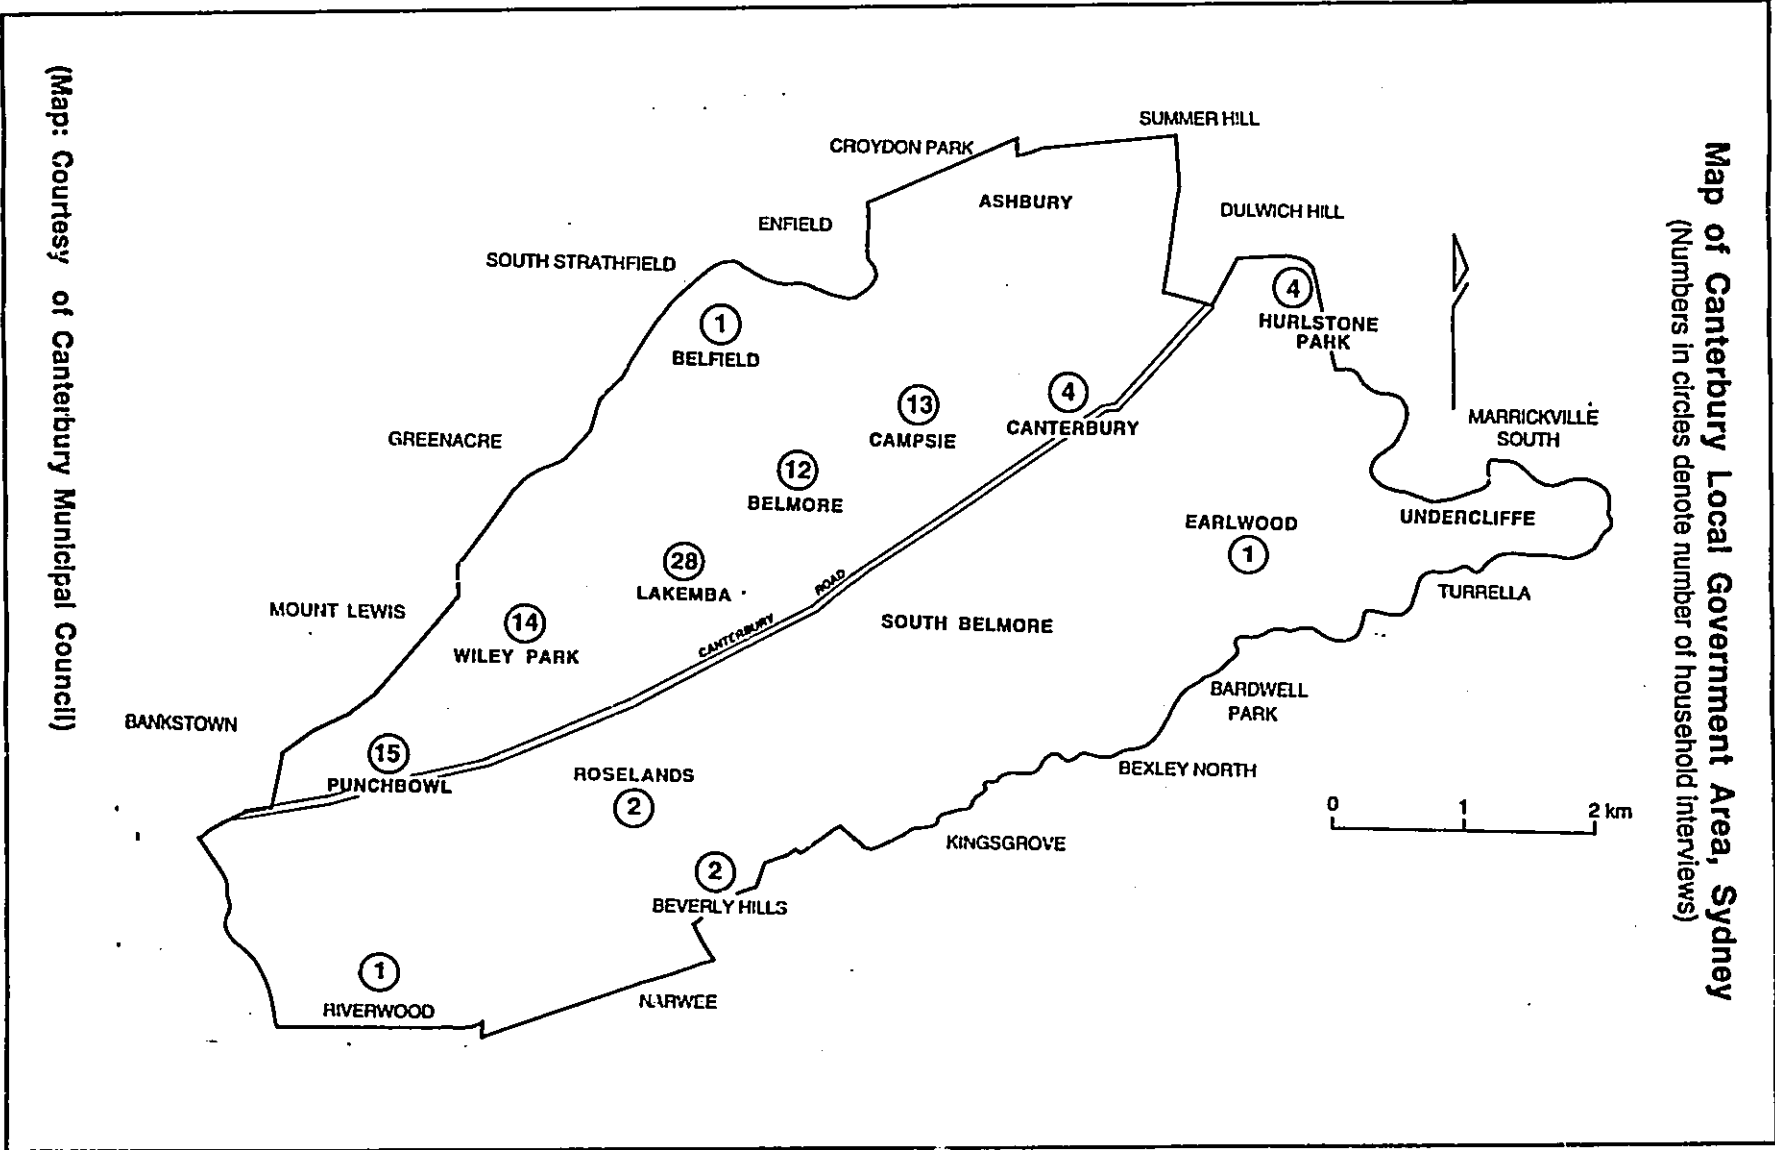 Map of Canterbury Local Government Area, Sydney
(Numbers in circles denote number of household interviews)
SUMMER HILL
CROYDON PARK
ASHBURY
DULWICH HILL
ENFIELD
SOUTH STRATHFIELD
4
HURLSTONE
PARK
1
BELFIELD
4
CANTERBURY
13
CAMPSIE
MARRICKVILLE
SOUTH
GREENACRE
12
BELMORE
UNDERCLIFFE
EARLWOOD
1
28
LAKEMBA
TURRELLA
CANTERBURY ROAD
MOUNT LEWIS
14
WILEY PARK
SOUTH BELMORE
BARDWELL
PARK
BANKSTOWN
15
PUNCHBOWL
ROSELANDS
2
BEXLEY NORTH
0 1 2 km
KINGSGROVE
2
BEVERLY HILLS
1
RIVERWOOD
NARWEE
(Map: Courtesy of Canterbury Municipal Council)